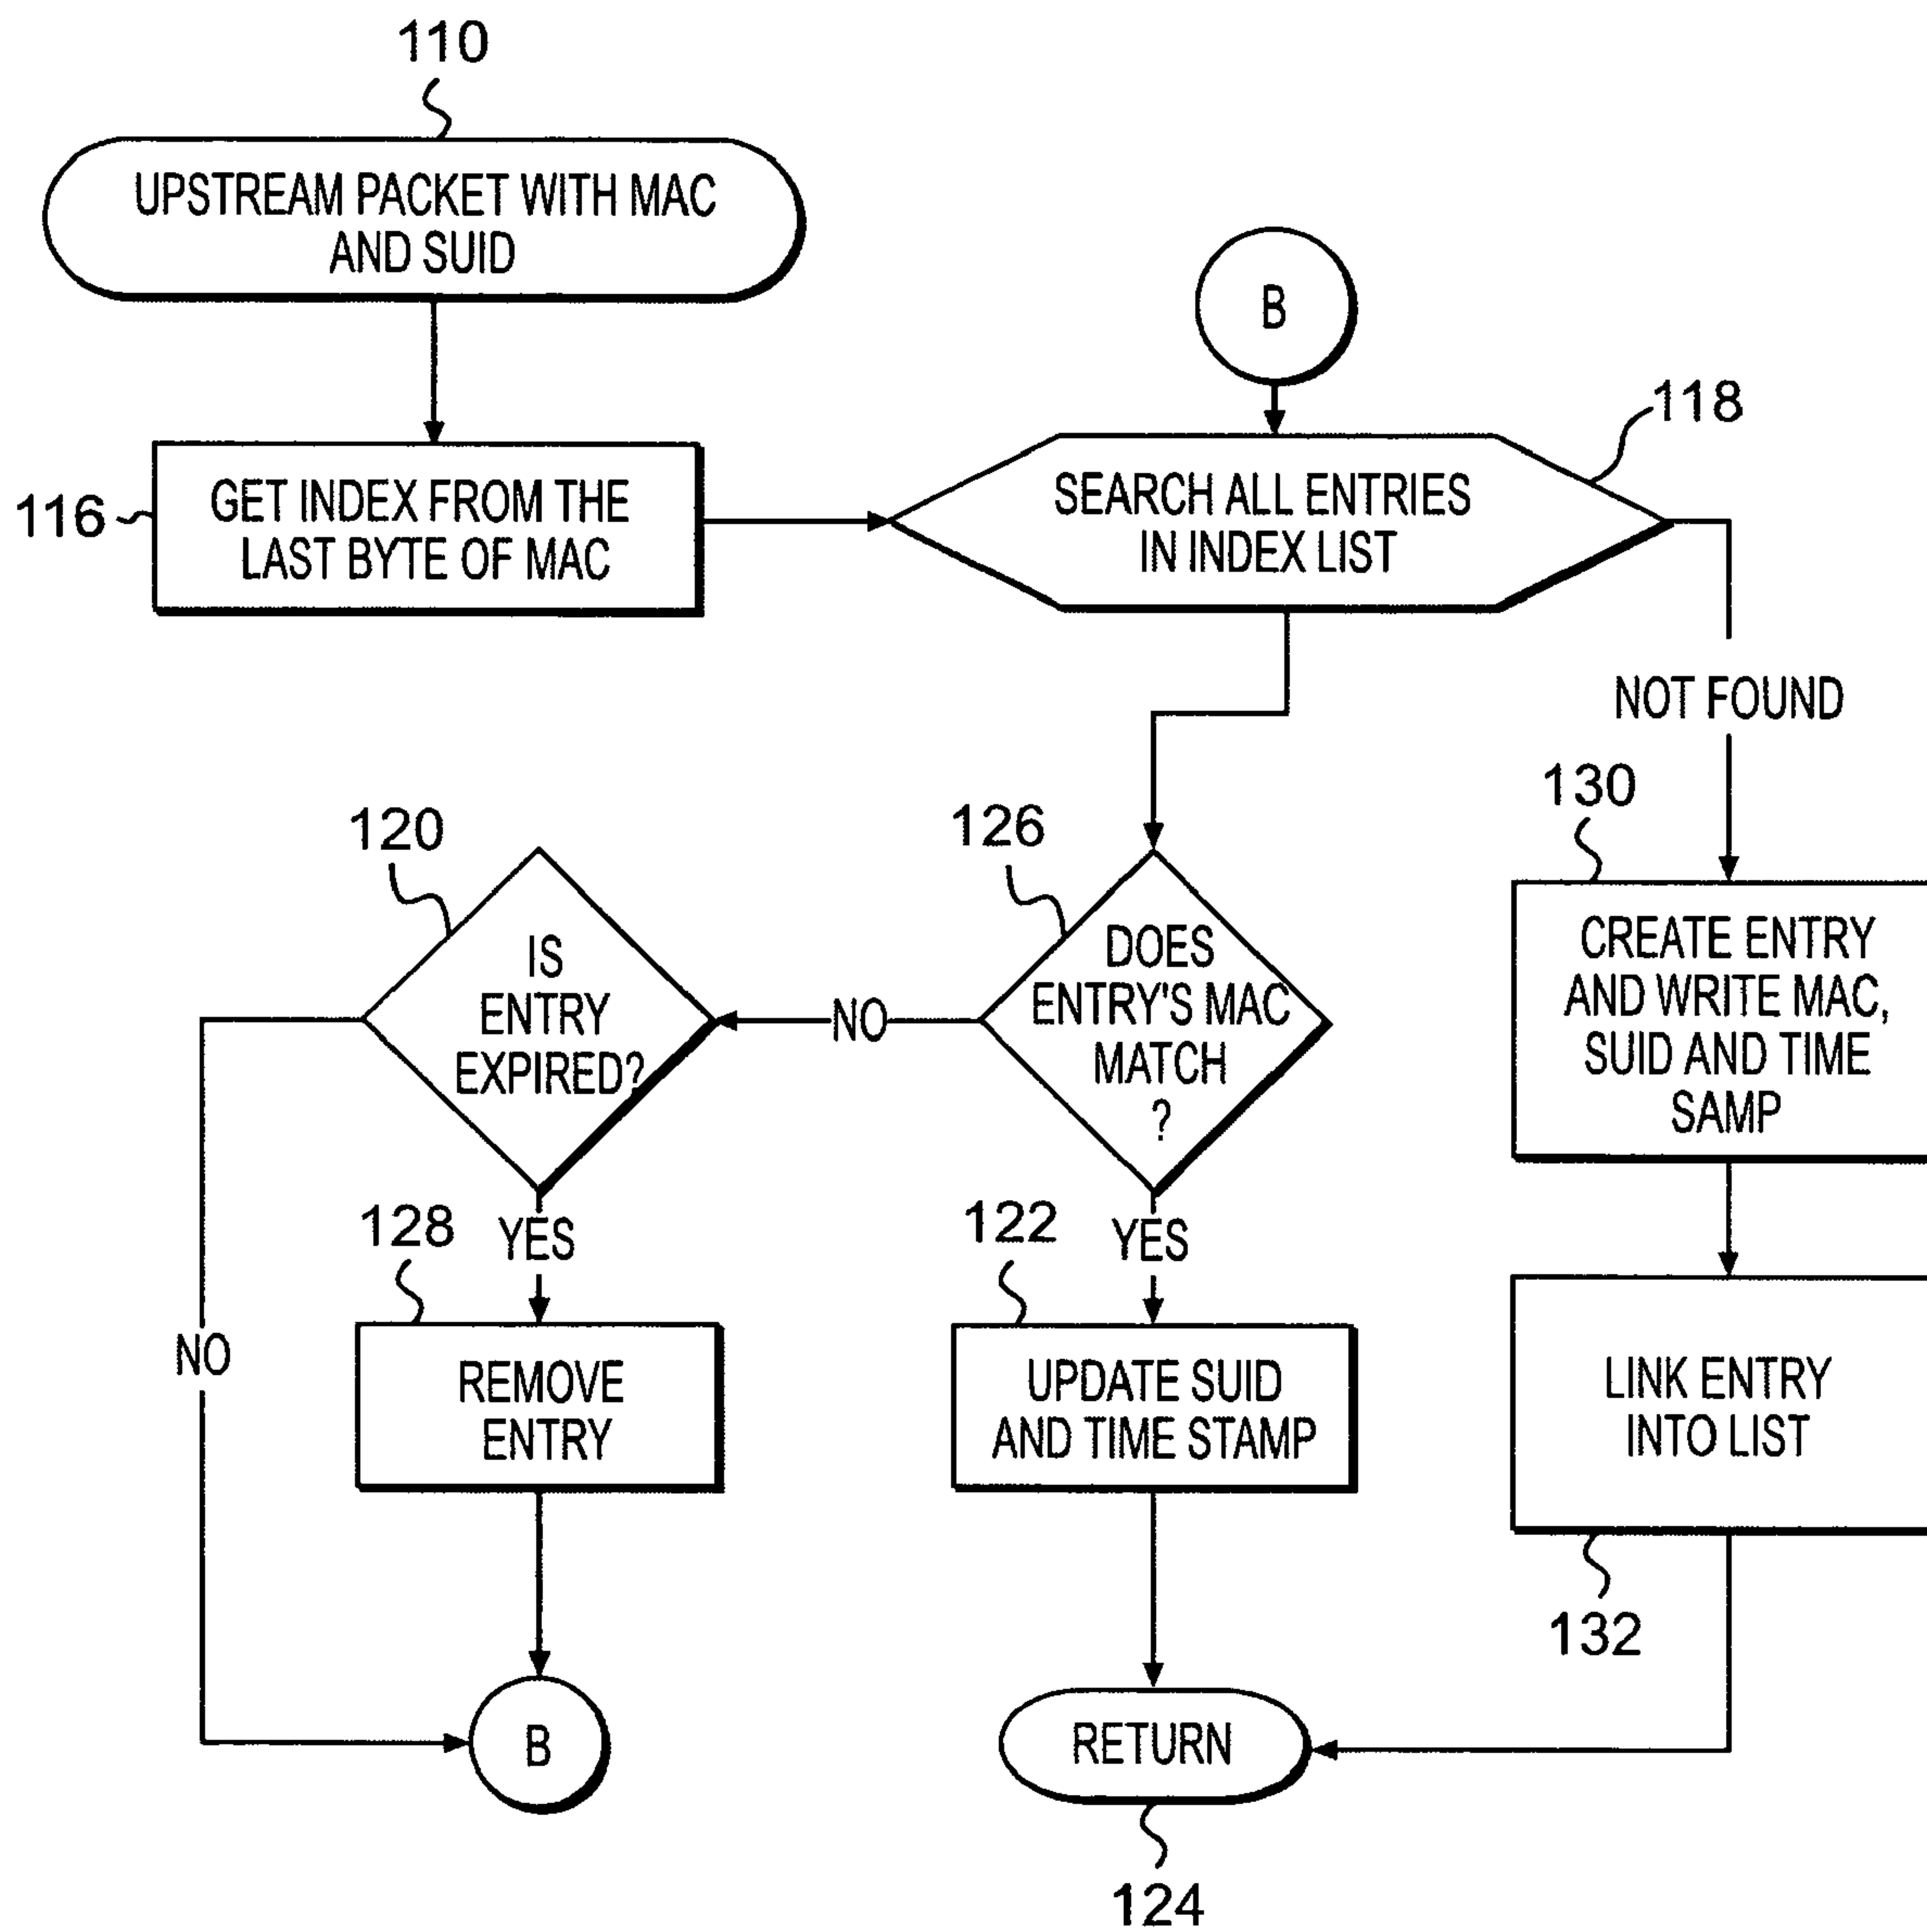 110
UPSTREAM PACKET WITH MAC
AND SUID
B
118
116
GET INDEX FROM THE
LAST BYTE OF MAC
SEARCH ALL ENTRIES
IN INDEX LIST
NOT FOUND
120
126
130
IS
ENTRY
EXPIRED?
NO
DOES
ENTRY'S MAC
MATCH
?
CREATE ENTRY
AND WRITE MAC,
SUID AND TIME
SAMP
128
YES
122
YES
NO
REMOVE
ENTRY
UPDATE SUID
AND TIME STAMP
LINK ENTRY
INTO LIST
132
B
RETURN
124